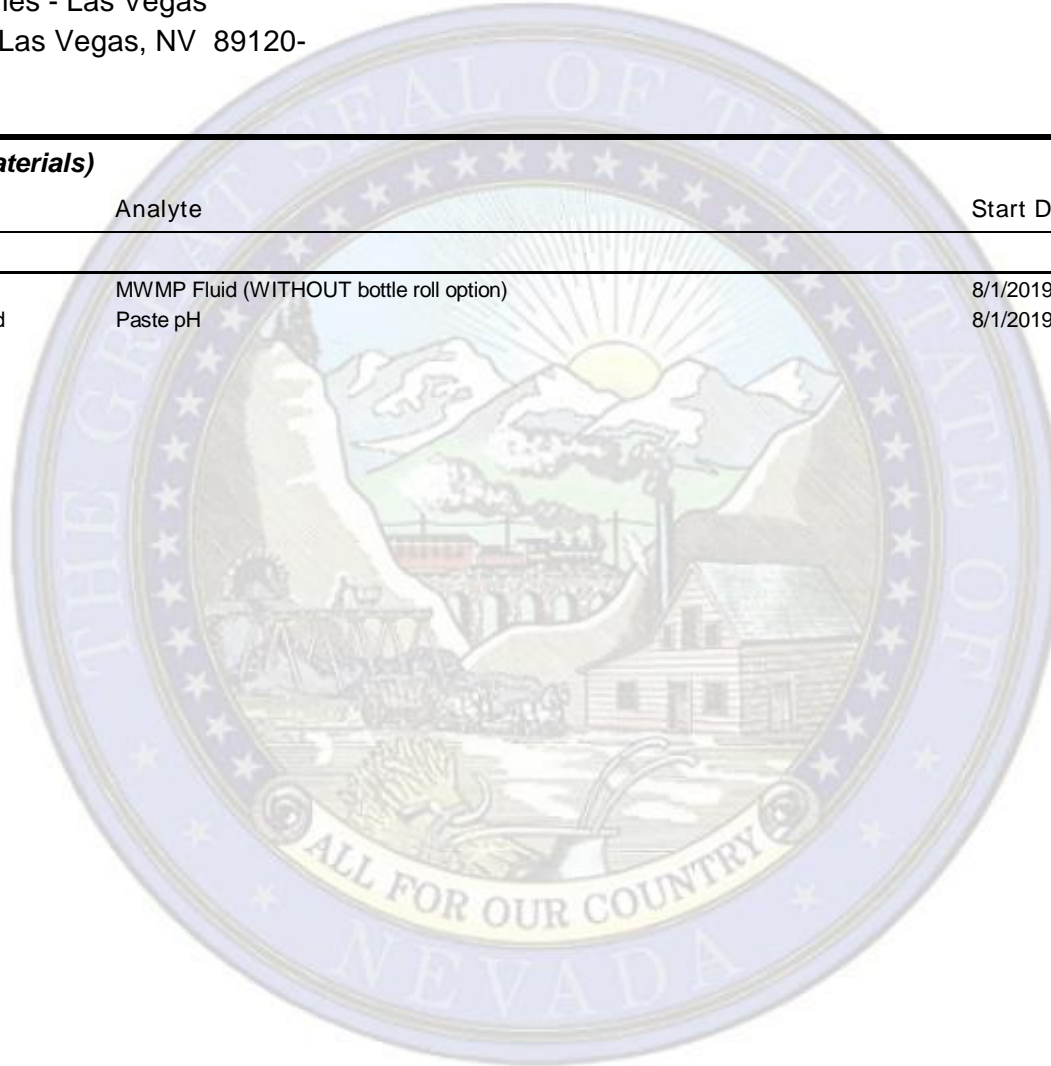 nes - Las Vegas
Las Vegas, NV 89120-
aterials)
Analyte Start D
MWMP Fluid (WITHOUT bottle roll option) 8/1/2019
d Paste pH 8/1/2019
THE GREAT SEAL OF THE STATE OF
ALL FOR OUR COUNTRY
NEVADA